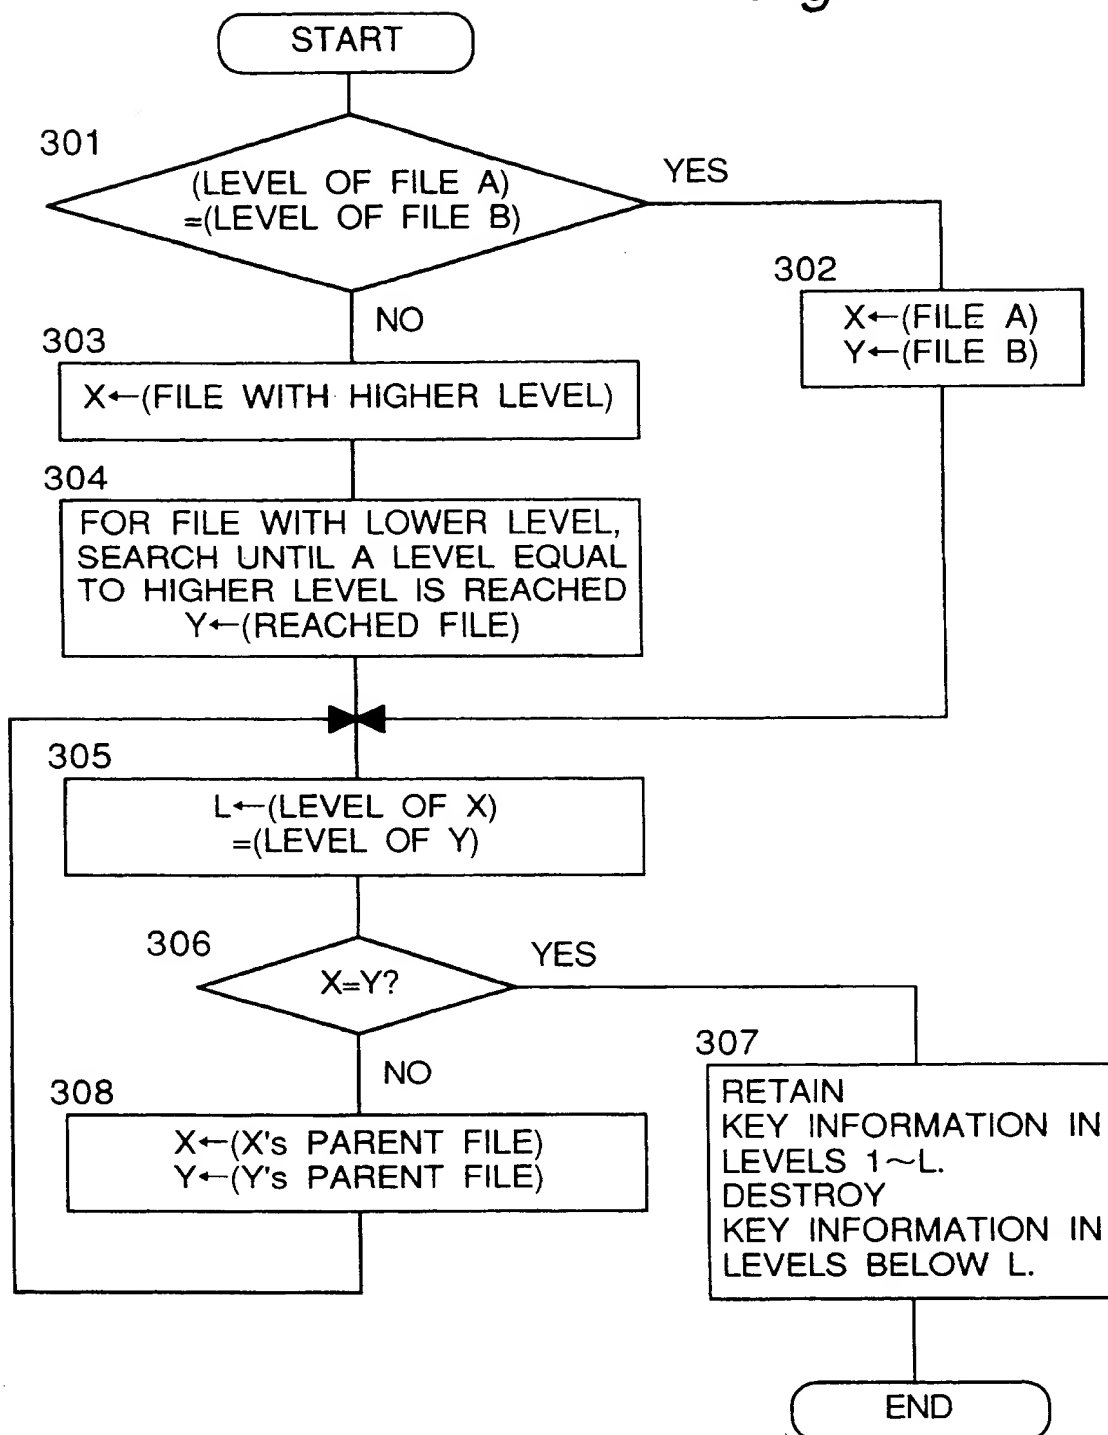 START
301
(LEVEL OF FILE A)
=(LEVEL OF FILE B)
YES
302
X←(FILE A)
Y←(FILE B)
NO
303
X←(FILE WITH HIGHER LEVEL)
304
FOR FILE WITH LOWER LEVEL,
SEARCH UNTIL A LEVEL EQUAL
TO HIGHER LEVEL IS REACHED
Y←(REACHED FILE)
305
L←(LEVEL OF X)
=(LEVEL OF Y)
306
X=Y?
YES
307
RETAIN
KEY INFORMATION IN
LEVELS 1~L.
DESTROY
KEY INFORMATION IN
LEVELS BELOW L.
NO
308
X←(X's PARENT FILE)
Y←(Y's PARENT FILE)
END